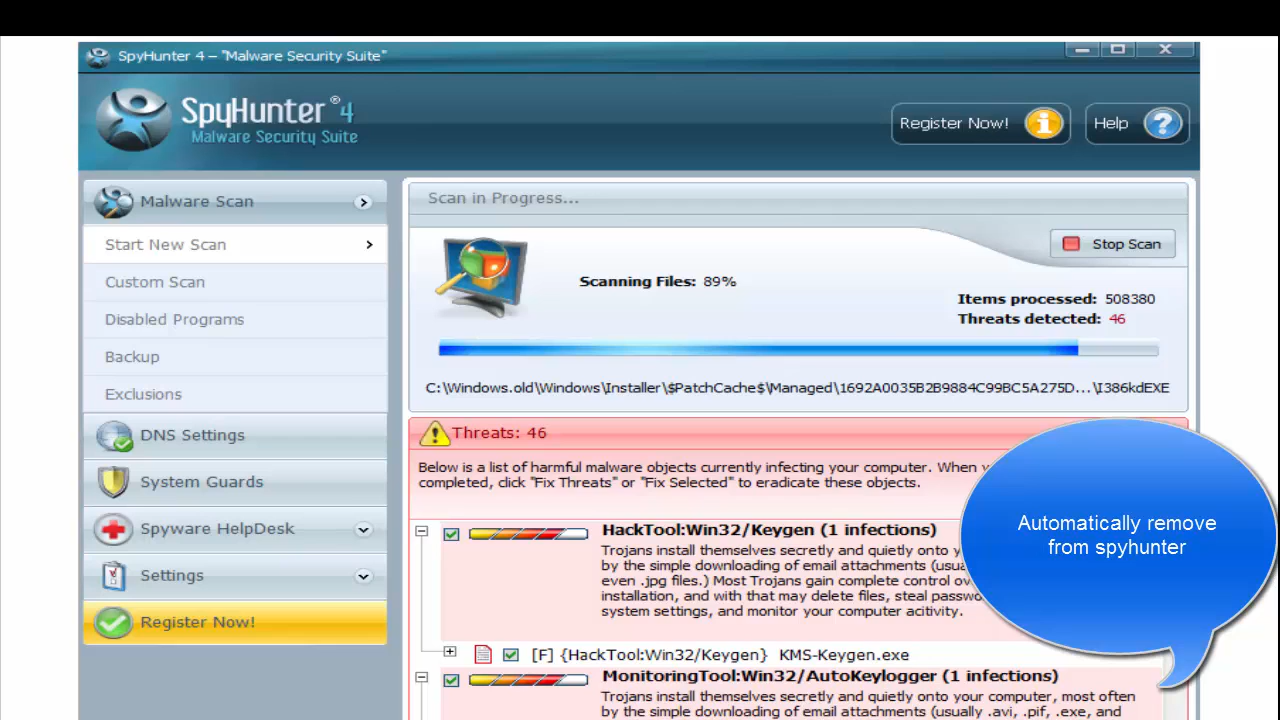 SpyHunter 4 – "Malware Security Suite"
SpyHunter®4
Malware Security Suite
Register Now!
Help
Malware Scan
Start New Scan
Custom Scan
Disabled Programs
Backup
Exclusions
DNS Settings
System Guards
Spyware HelpDesk
Settings
Register Now!
Scan in Progress...
Stop Scan
Scanning Files: 89%
Items processed: 508380
Threats detected: 46
C:\Windows.old\Windows\Installer\$PatchCache$\Managed\1692A0035B2B9884C99BC5A275D...\I386kdEXE
Threats: 46
Below is a list of harmful malware objects currently infecting your computer. When
completed, click "Fix Threats" or "Fix Selected" to eradicate these objects.
HackTool:Win32/Keygen (1 infections)
Trojans install themselves secretly and quietly onto
by the simple downloading of email attachments
even .jpg files.) Most Trojans gain complete control
installation, and with that may delete files, steal
system settings, and monitor your computer acitivity.
[F] {HackTool:Win32/Keygen} KMS-Keygen.exe
MonitoringTool:Win32/AutoKeylogger (1 infections)
Trojans install themselves secretly and quietly onto your computer, most often
by the simple downloading of email attachments (usually .avi, .pif, .exe, and
Automatically remove
from spyhunter